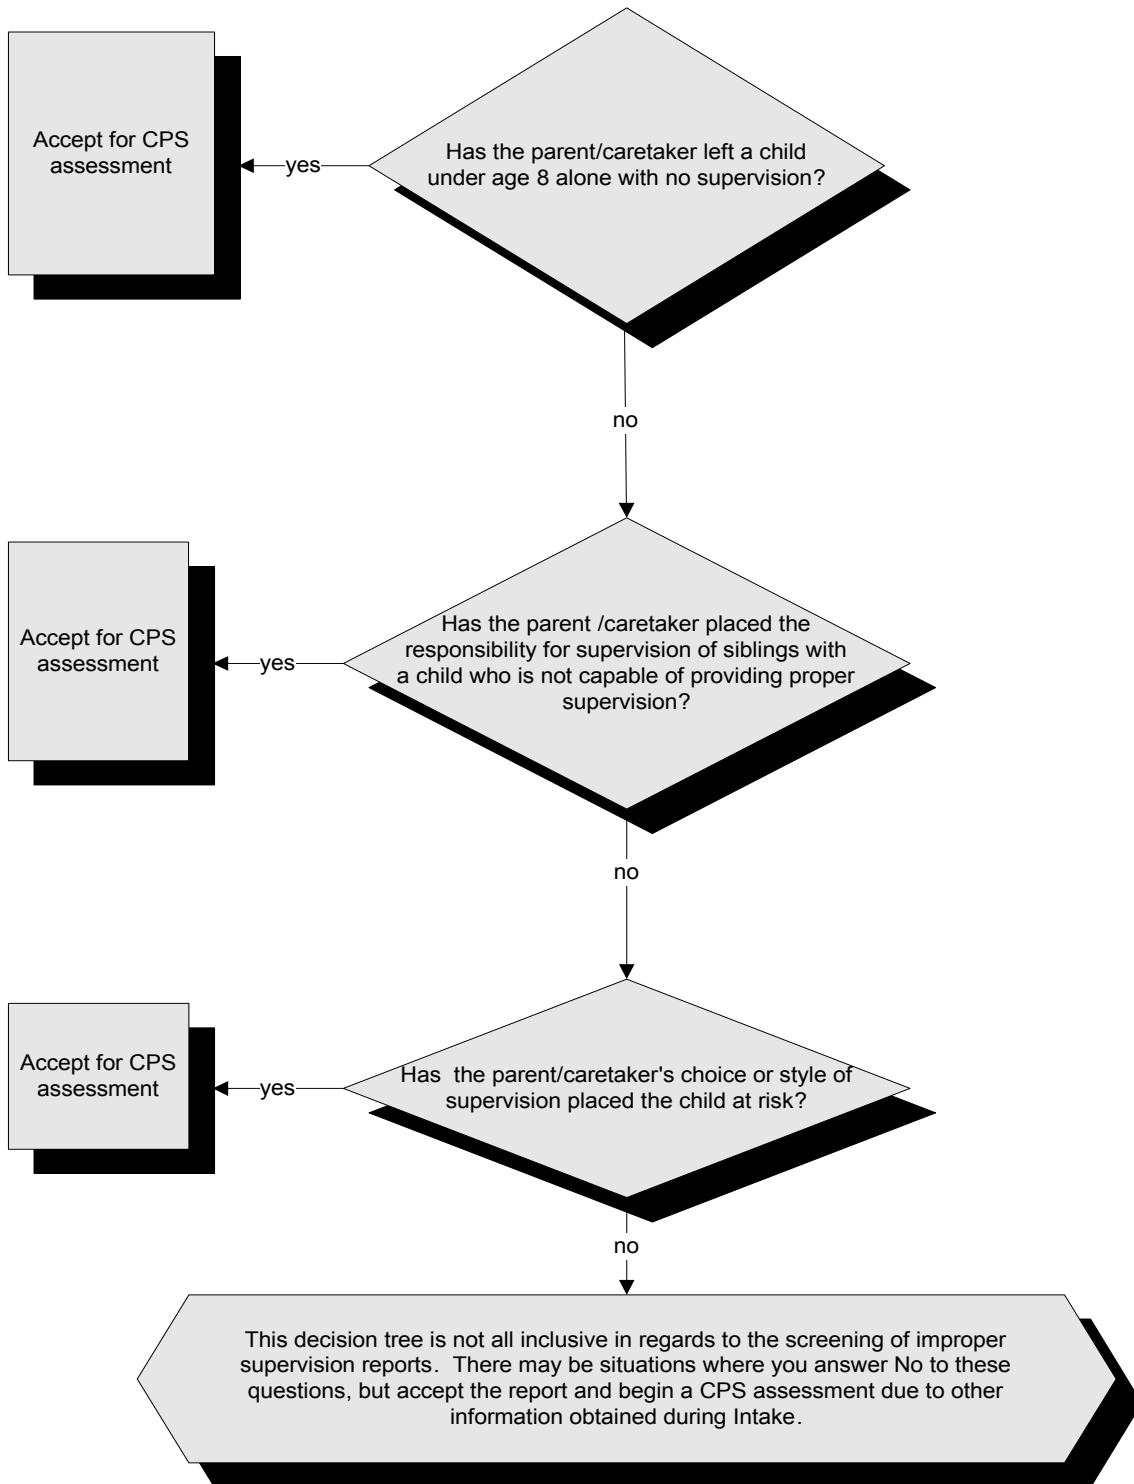 Accept for CPS
assessment
yes
Has the parent/caretaker left a child
under age 8 alone with no supervision?
no
Accept for CPS
assessment
yes
Has the parent /caretaker placed the
responsibility for supervision of siblings with
a child who is not capable of providing proper
supervision?
no
Accept for CPS
assessment
yes
Has  the parent/caretaker's choice or style of
supervision placed the child at risk?
no
This decision tree is not all inclusive in regards to the screening of improper
supervision reports.  There may be situations where you answer No to these
questions, but accept the report and begin a CPS assessment due to other
information obtained during Intake.